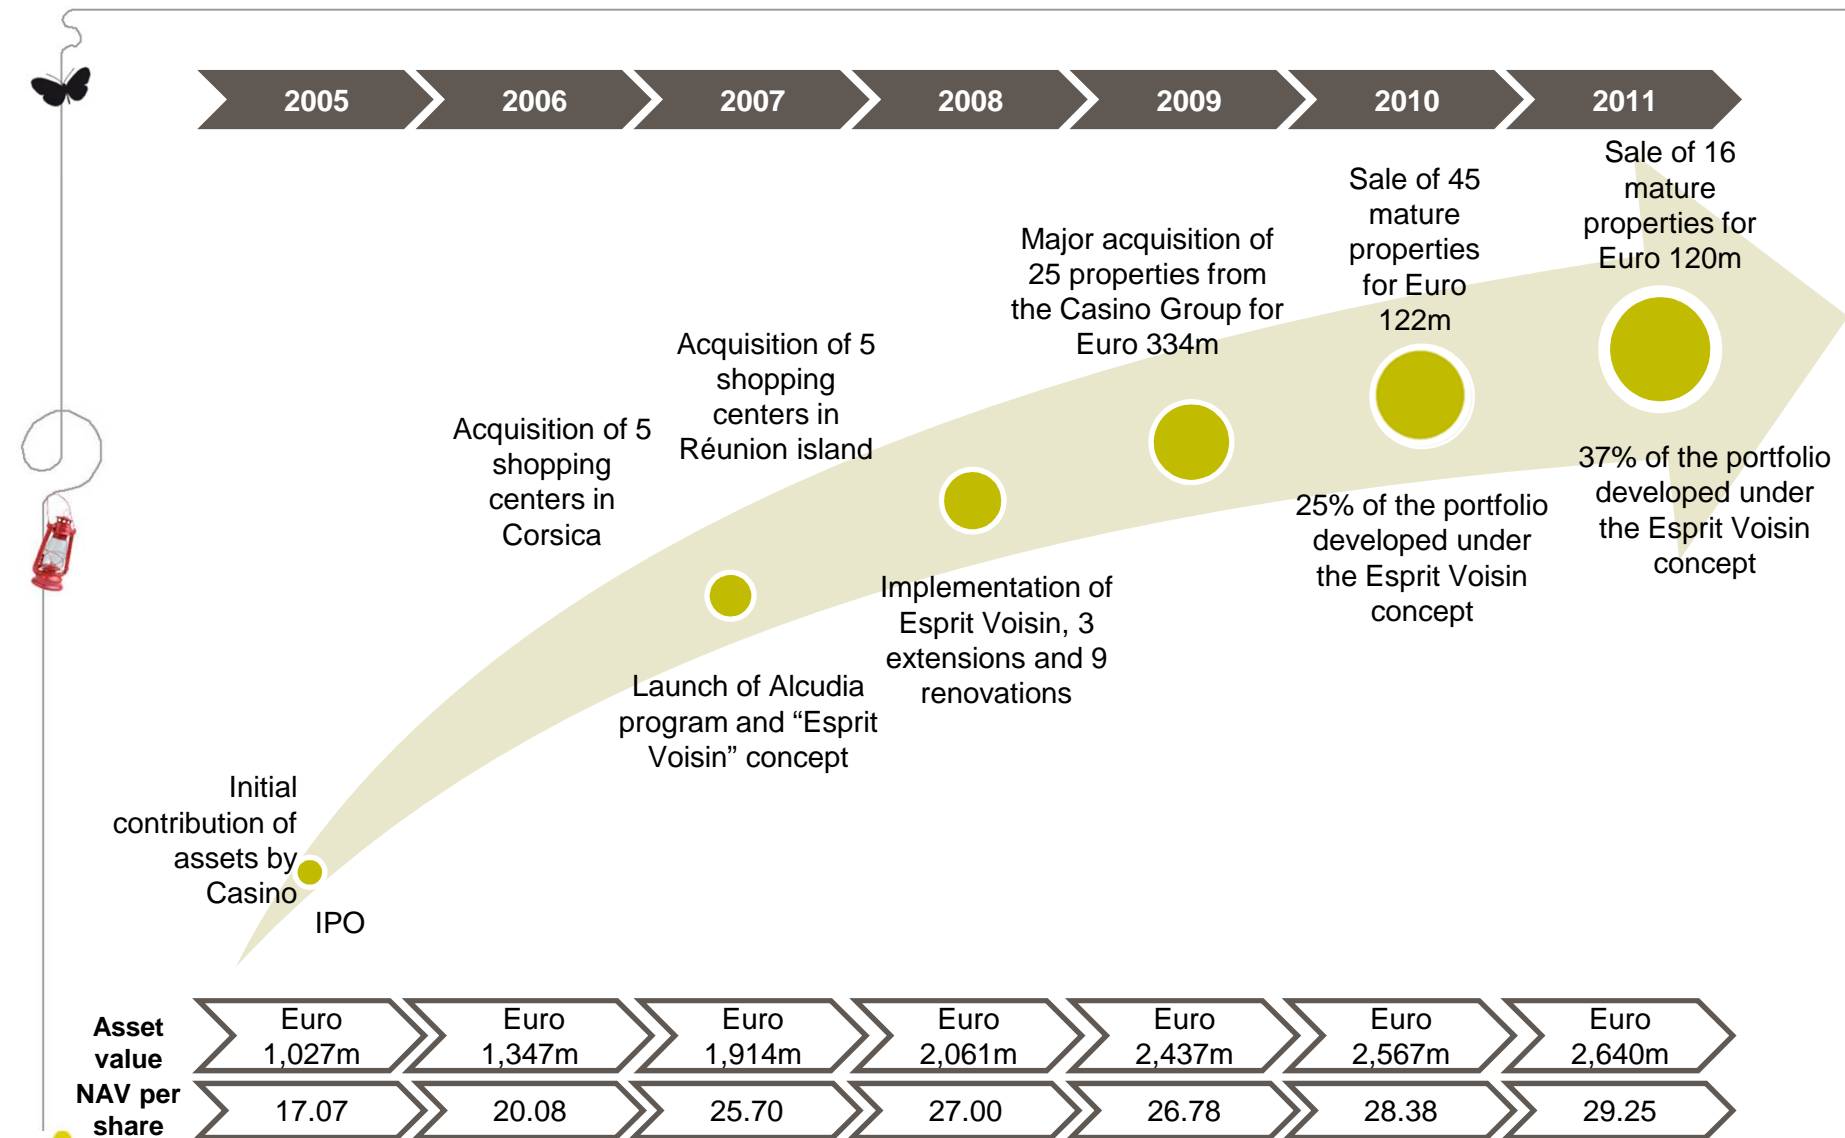 2005
2006
2007
2008
2009
2010
2011
Initial
contribution of
assets by
Casino
IPO
Acquisition of 5
shopping
centers in
Corsica
Acquisition of 5
shopping
centers in
Réunion island
Launch of Alcudia
program and “Esprit
Voisin” concept
Implementation of
Esprit Voisin, 3
extensions and 9
renovations
Major acquisition of
25 properties from
the Casino Group for
Euro 334m
Sale of 45
mature
properties
for Euro
122m
25% of the portfolio
developed under
the Esprit Voisin
concept
Sale of 16
mature
properties for
Euro 120m
37% of the portfolio
developed under
the Esprit Voisin
concept
Asset
value
Euro
1,027m
Euro
1,347m
Euro
1,914m
Euro
2,061m
Euro
2,437m
Euro
2,567m
Euro
2,640m
NAV per
share
17.07
20.08
25.70
27.00
26.78
28.38
29.25